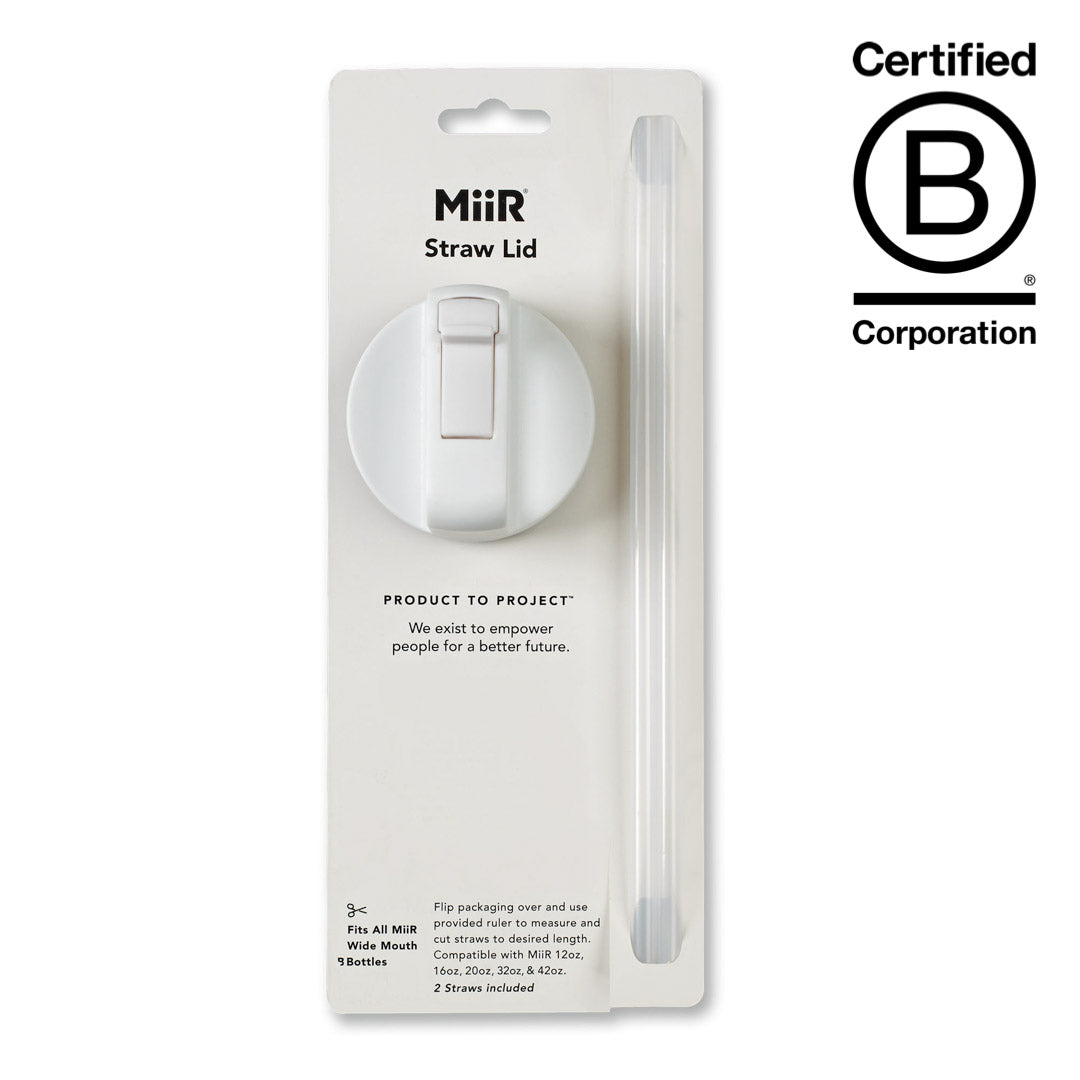 Certified
B
®
Corporation
MiiR®
Straw Lid
PRODUCT TO PROJECT™
We exist to empower
people for a better future.
Fits All MiiR
Wide Mouth
Bottles
Flip packaging over and use
provided ruler to measure and
cut straws to desired length.
Compatible with MiiR 12oz,
16oz, 20oz, 32oz, & 42oz.
2 Straws included